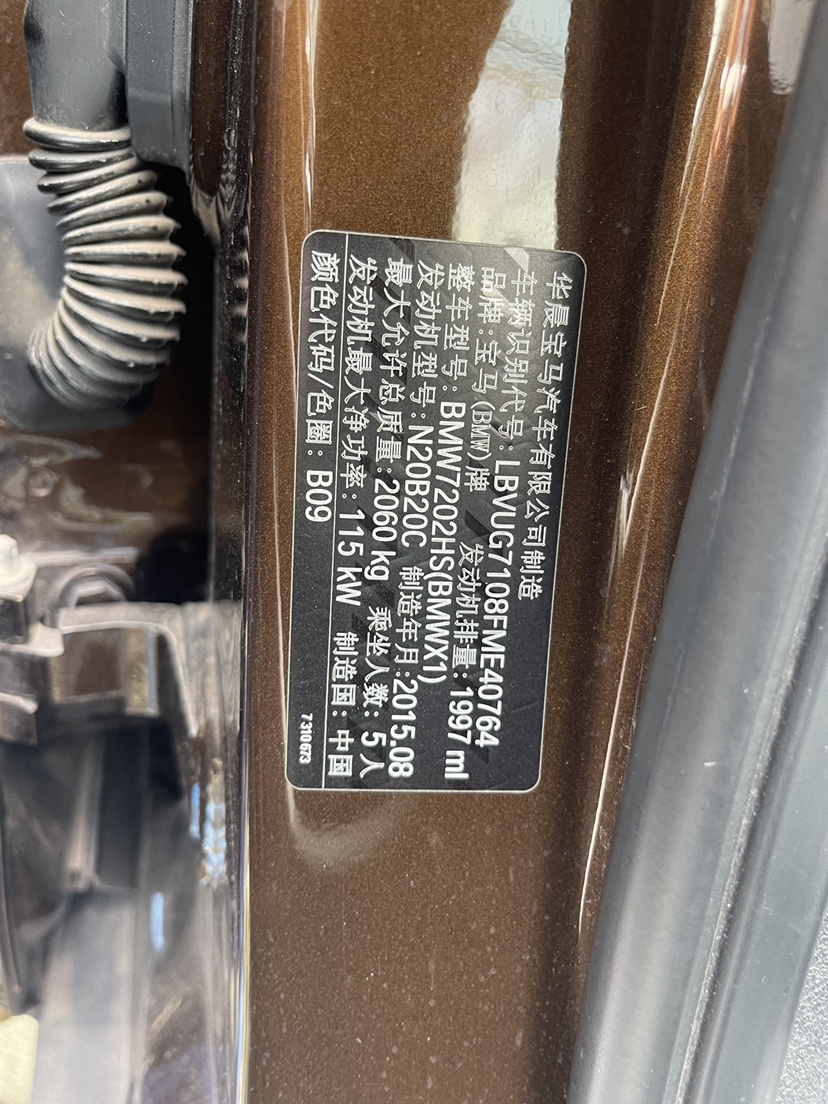 华晨宝马汽车有限公司制造
车辆识别代号:LBVUG7108FME40764
品牌:宝马(BMW)牌 发动机排量:1997 ml
整车型号:BMW7202HS(BMWX1)
发动机型号:N20B20C 制造年月:2015.08
最大允许总质量:2060 kg 乘坐人数:5人
发动机最大净功率:115 kW 制造国:中国
颜色代码/色圈:B09
7 310 673